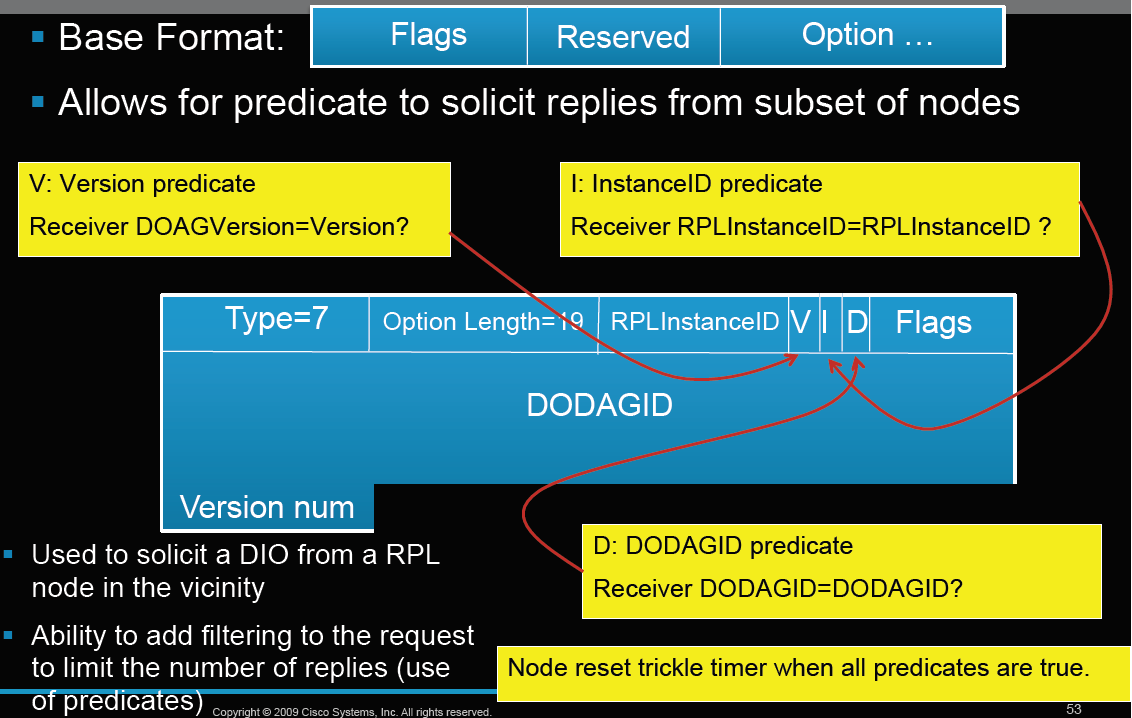 Base Format:
Flags
Reserved
Option …
Allows for predicate to solicit replies from subset of nodes
V: Version predicate
Receiver DOAGVersion=Version?
I: InstanceID predicate
Receiver RPLInstanceID=RPLInstanceID ?
Type=7
Option Length=19
RPLInstanceID
V
I
D
Flags
DODAGID
Version num
D: DODAGID predicate
Receiver DODAGID=DODAGID?
Used to solicit a DIO from a RPL
node in the vicinity
Ability to add filtering to the request
to limit the number of replies (use
of predicates)
Node reset trickle timer when all predicates are true.
Copyright © 2009 Cisco Systems, Inc. All rights reserved.
53